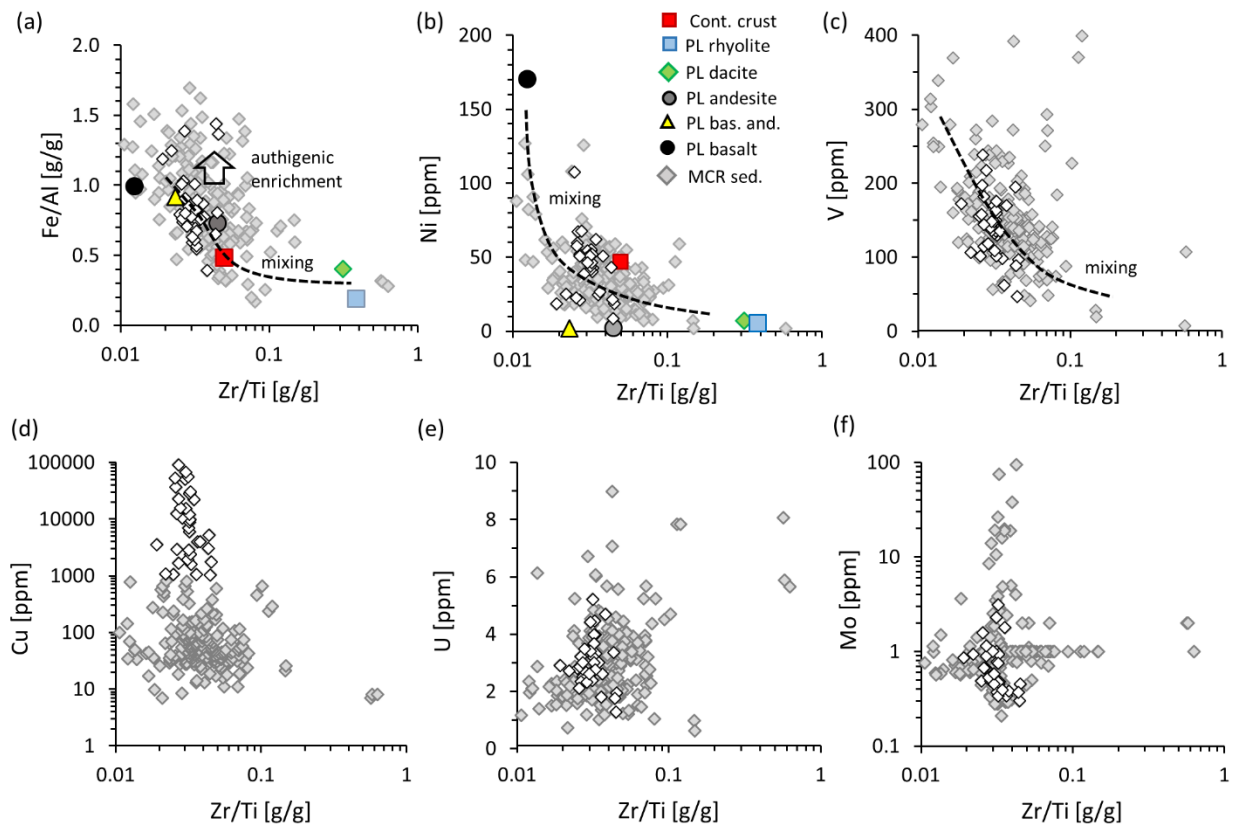 (a)
2.0
1.5
1.0
0.5
0.0
Fe/Al [g/g]
authigenic
enrichment
mixing
0.01
0.1
1
Zr/Ti [g/g]
(b)
200
150
100
50
0
Ni [ppm]
mixing
0.01
0.1
1
Zr/Ti [g/g]
Cont. crust
PL rhyolite
PL dacite
PL andesite
PL bas. and.
PL basalt
MCR sed.
(c)
400
300
200
100
0
V [ppm]
mixing
0.01
0.1
1
Zr/Ti [g/g]
(d)
100000
10000
1000
100
10
1
Cu [ppm]
0.01
0.1
1
Zr/Ti [g/g]
(e)
10
8
6
4
2
0
U [ppm]
0.01
0.1
1
Zr/Ti [g/g]
(f)
100
10
1
0.1
Mo [ppm]
0.01
0.1
1
Zr/Ti [g/g]